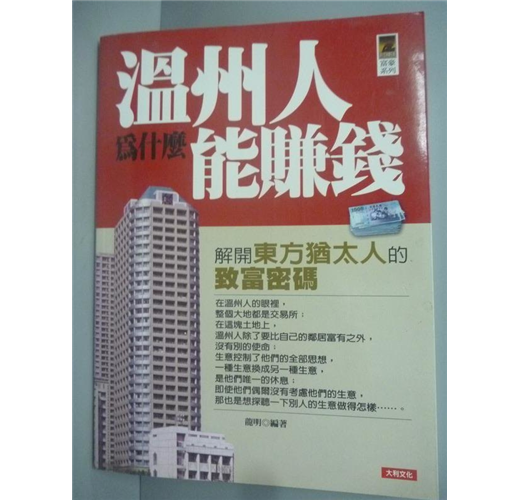 富豪
系列
溫州人
為什麼
能賺錢
解開東方猶太人的
致富密碼
在溫州人的眼裡，
整個大地都是交易所；
在這塊土地上，
溫州人除了要比自己的鄰居富有之外，
沒有別的使命；
生意控制了他們的全部思想，
一種生意換成另一種生意，
是他們唯一的休息；
即使他們偶爾沒有考慮他們的生意，
那也是想探聽一下別人的生意做得怎樣……。
龍明◎編著
大利文化